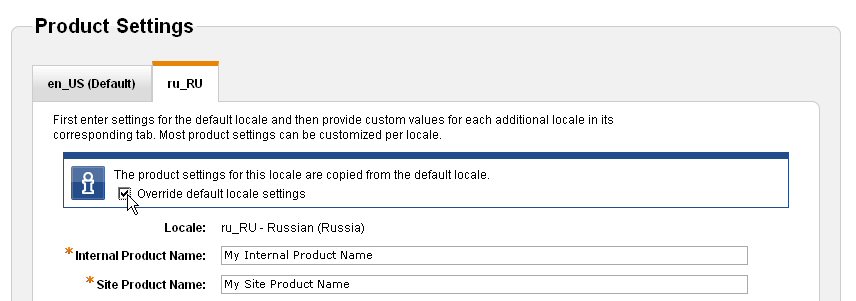 Product Settings
en_US (Default)
ru_RU
First enter settings for the default locale and then provide custom values for each additional locale in its
corresponding tab. Most product settings can be customized per locale.
The product settings for this locale are copied from the default locale.
Override default locale settings
Locale: ru_RU - Russian (Russia)
*Internal Product Name: My Internal Product Name
*Site Product Name: My Site Product Name